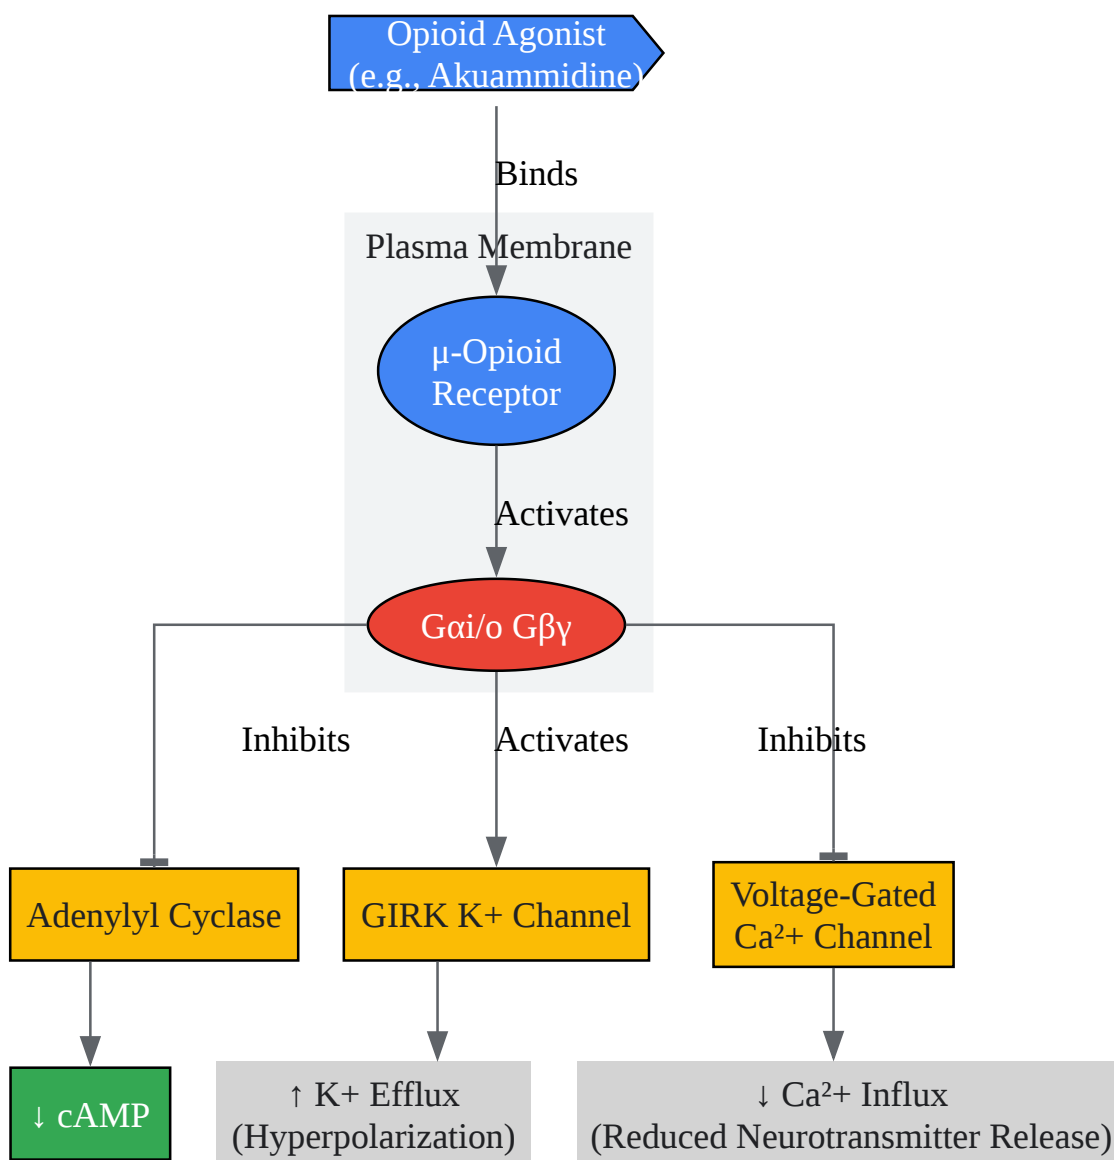 Opioid Agonist
(e.g., Akuammidine)
Binds
Plasma Membrane
μ-Opioid
Receptor
Activates
Gαi/o Gβγ
Inhibits
Activates
Inhibits
Adenylyl Cyclase
GIRK K+ Channel
Voltage-Gated
Ca²+ Channel
↓ cAMP
↑ K+ Efflux
(Hyperpolarization)
↓ Ca²+ Influx
(Reduced Neurotransmitter Release)